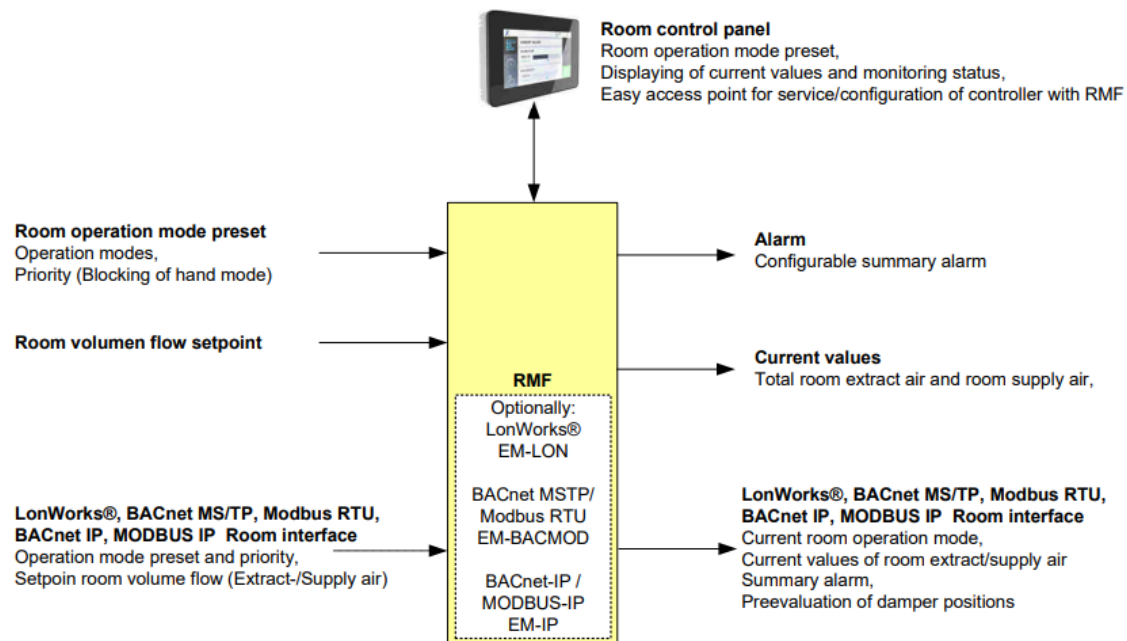 Room control panel
Room operation mode preset,
Displaying of current values and monitoring status,
Easy access point for service/configuration of controller with RMF
Room operation mode preset
Operation modes,
Priority (Blocking of hand mode)
Alarm
Configurable summary alarm
Room volumen flow setpoint
Current values
Total room extract air and room supply air,
RMF
Optionally:
LonWorks®
EM-LON
BACnet MSTP/
Modbus RTU
EM-BACMOD
BACnet-IP /
MODBUS-IP
EM-IP
LonWorks®, BACnet MS/TP, Modbus RTU,
BACnet IP, MODBUS IP Room interface
Operation mode preset and priority,
Setpoin room volume flow (Extract-/Supply air)
LonWorks®, BACnet MS/TP, Modbus RTU,
BACnet IP, MODBUS IP Room interface
Current room operation mode,
Current values of room extract/supply air
Summary alarm,
Preevaluation of damper positions